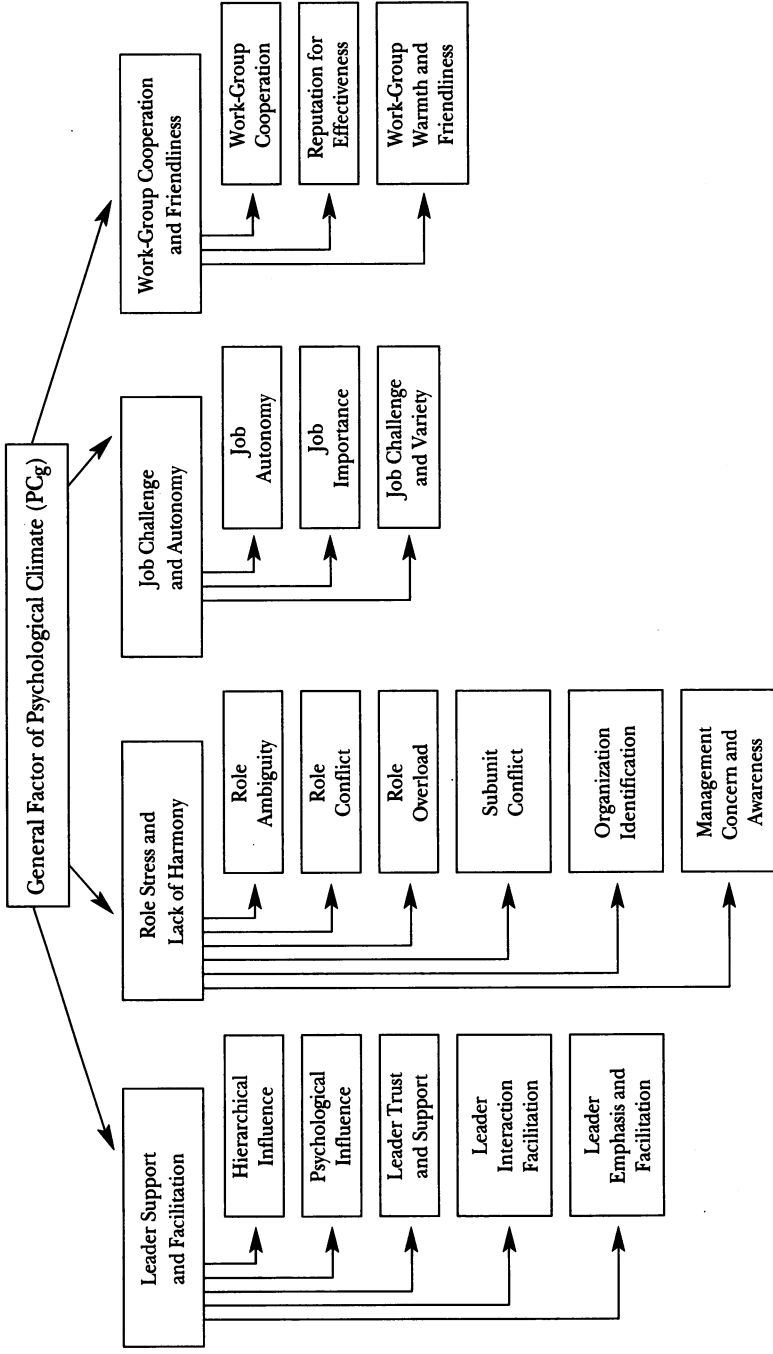 General Factor of Psychological Climate (PCg)
Leader Support
and Facilitation
Hierarchical
Influence
Psychological
Influence
Leader Trust
and Support
Leader
Interaction
Facilitation
Leader
Emphasis and
Facilitation
Role Stress and
Lack of Harmony
Role
Ambiguity
Role
Conflict
Role
Overload
Subunit
Conflict
Organization
Identification
Management
Concern and
Awareness
Job Challenge
and Autonomy
Job
Autonomy
Job
Importance
Job Challenge
and Variety
Work-Group Cooperation
and Friendliness
Work-Group
Cooperation
Reputation for
Effectiveness
Work-Group
Warmth and
Friendliness